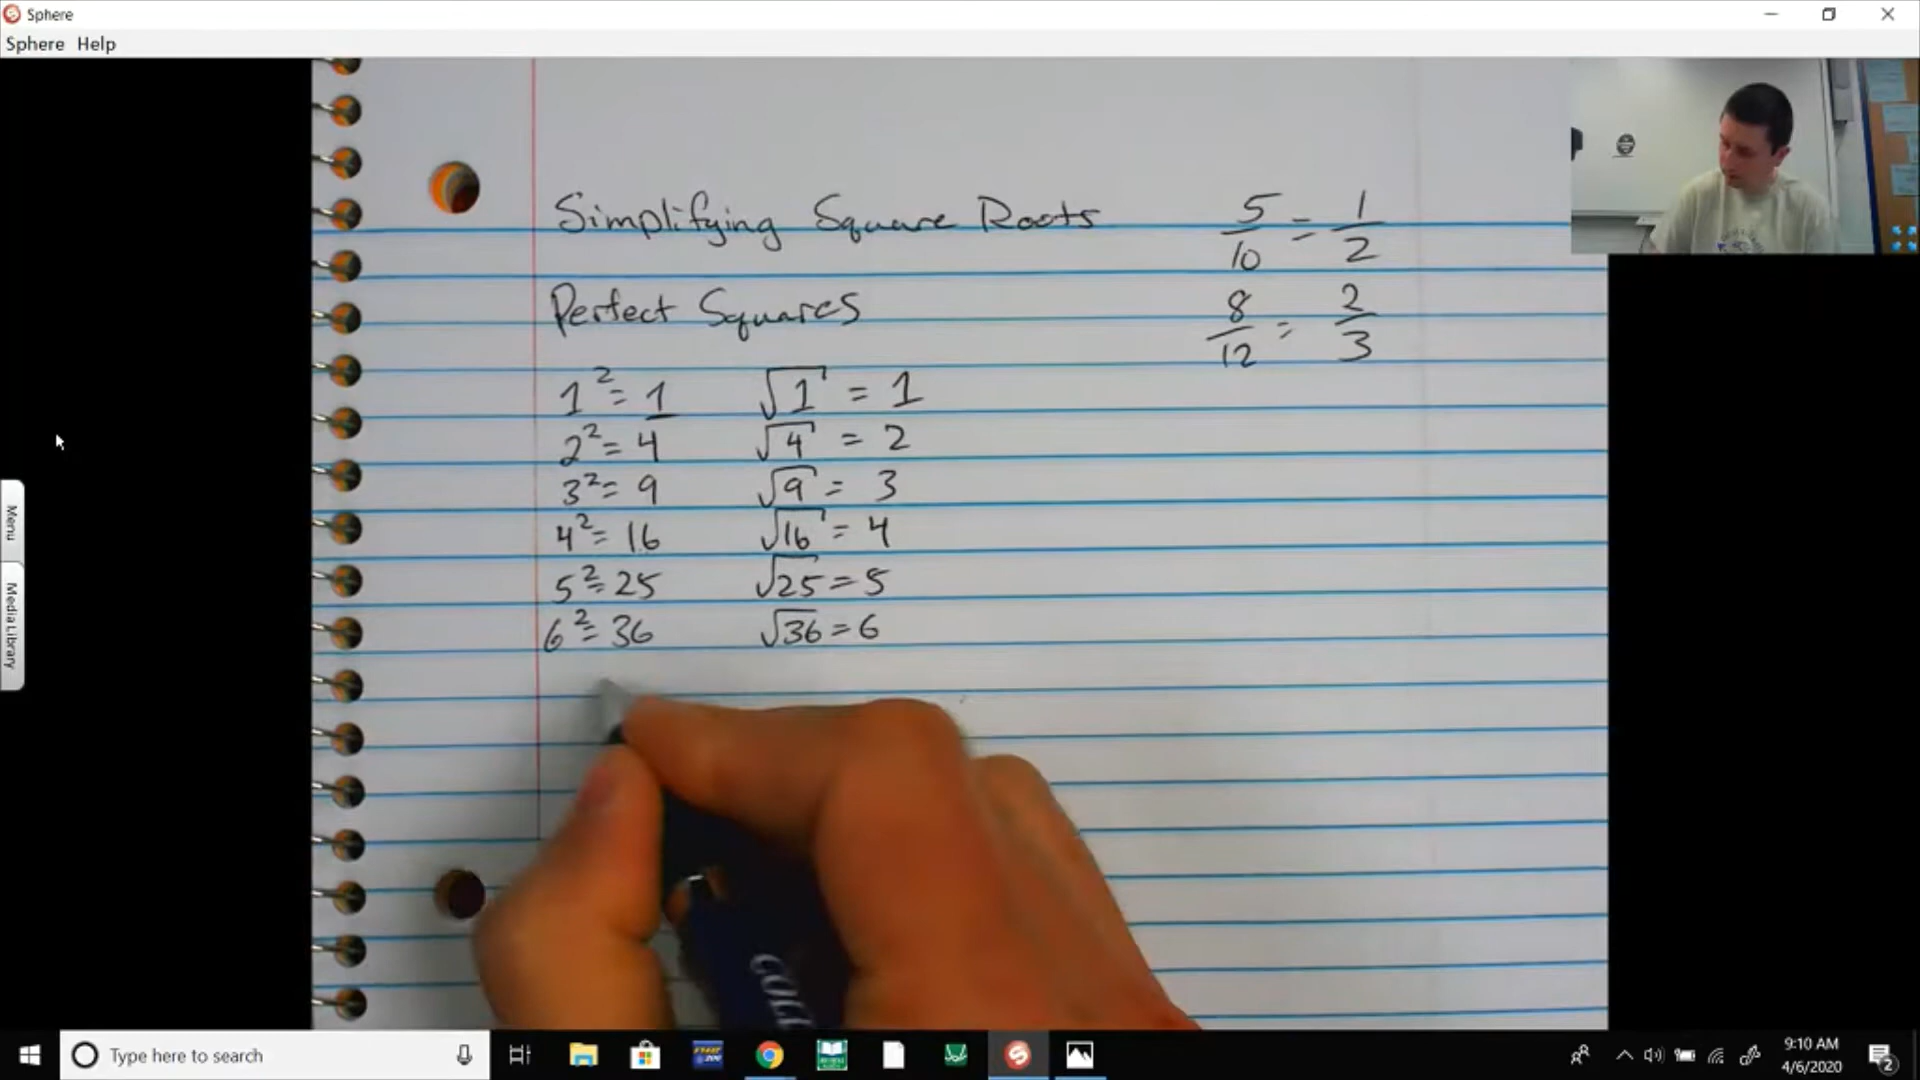 Sphere
Sphere Help
Simplifying Square Roots
5/10 = 1/2
Perfect Squares
8/12 = 2/3
1² = 1 √1 = 1
2² = 4 √4 = 2
3² = 9 √9 = 3
4² = 16 √16 = 4
5² = 25 √25 = 5
6² = 36 √36 = 6
Menu
Media Library
Type here to search
9:10 AM
4/6/2020
2